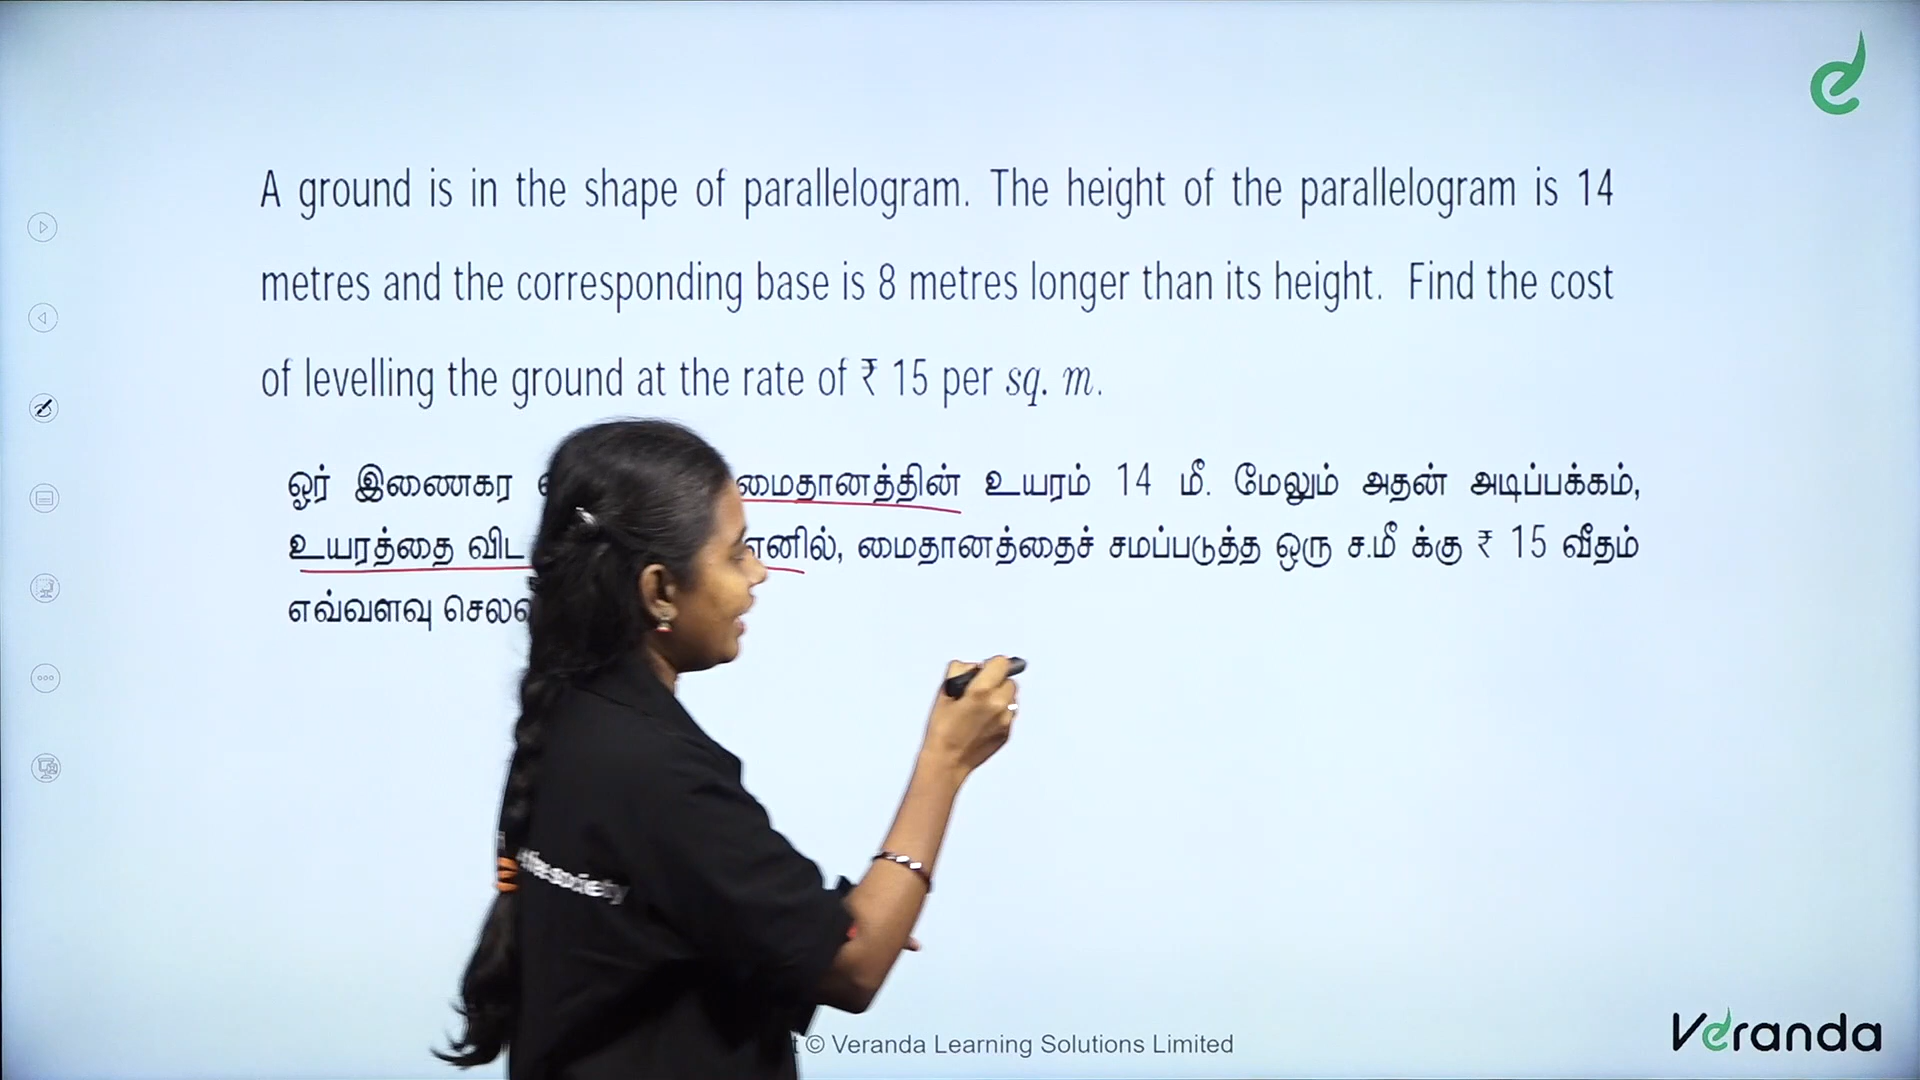 A ground is in the shape of parallelogram. The height of the parallelogram is 14
metres and the corresponding base is 8 metres longer than its height. Find the cost
of levelling the ground at the rate of ₹ 15 per sq. m.
ஓர் இணைகர மைதானத்தின் உயரம் 14 மீ. மேலும் அதன் அடிப்பக்கம்,
உயரத்தை விட எனில், மைதானத்தைச் சமப்படுத்த ஒரு ச.மீ க்கு ₹ 15 வீதம்
எவ்வளவு
society
© Veranda Learning Solutions Limited
Veranda